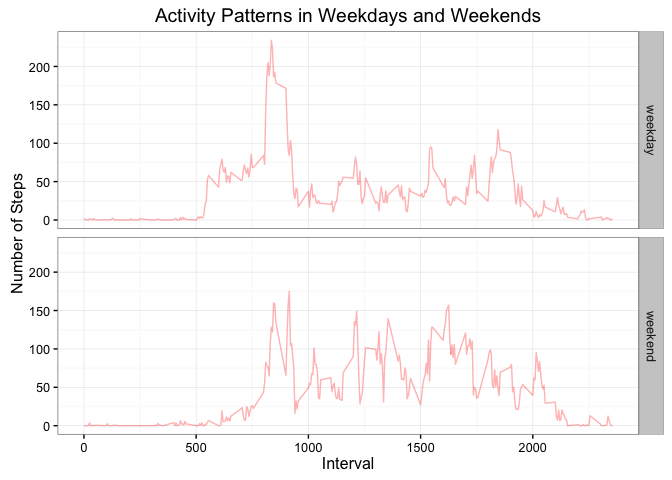 Activity Patterns in Weekdays and Weekends
Number of Steps
200
150
100
50
0
weekday
200
150
100
50
0
weekend
0 500 1000 1500 2000
Interval